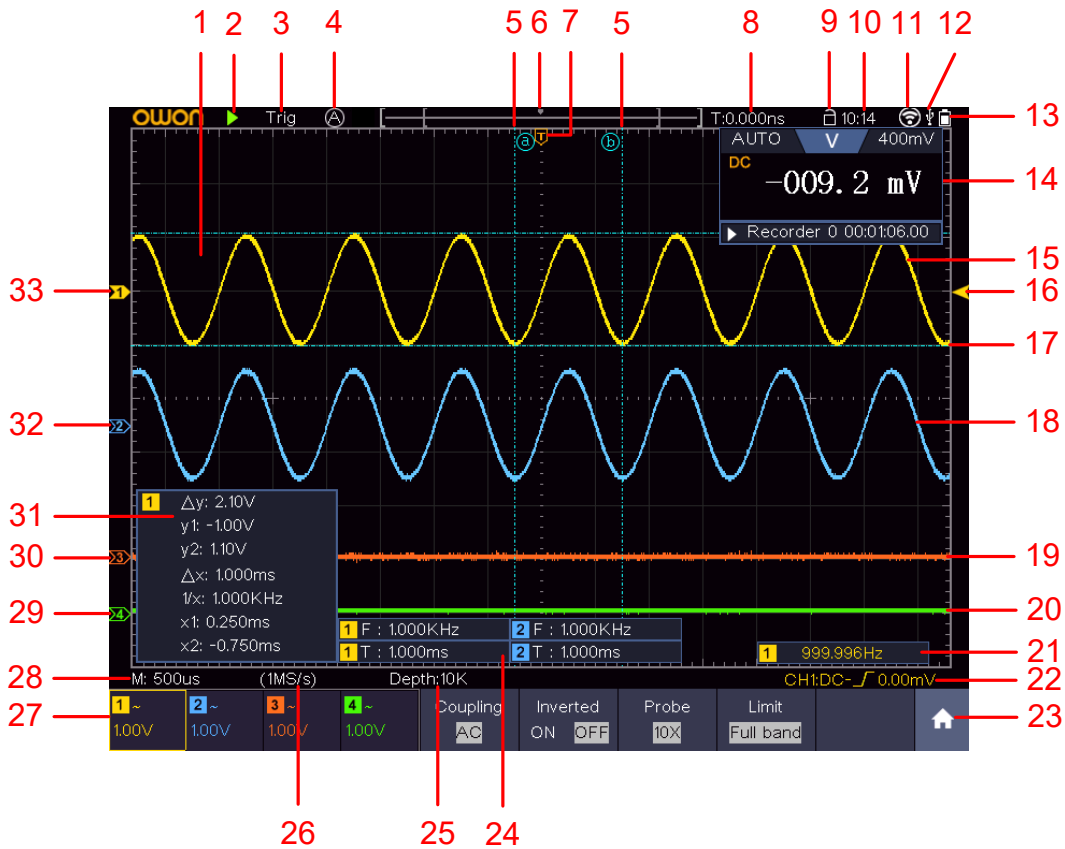 1 2 3 4 5 6 7 5 8 9 10 11 12
owon Trig A T:0.000ns 10:14
13
a T b
AUTO V 400mV
DC
-009.2 mV
14
Recorder 0 00:01:06.00
15
33 1 16
17
32 2 18
1 △y: 2.10V
31
y1: -1.00V
y2: 1.10V
30 3 19
△x: 1.000ms
1/x: 1.000KHz
29 4 20
x1: 0.250ms
x2: -0.750ms
1 F : 1.000KHz 2 F : 1.000KHz
1 T : 1.000ms 2 T : 1.000ms
1 999.996Hz
21
28 M: 500us (1MS/s) Depth:10K CH1:DC- 0.00mV 22
27 1 ~ 2 ~ 3 ~ 4 ~ Coupling Inverted Probe Limit 23
1.00V 1.00V 1.00V 1.00V AC ON OFF 10X Full band
26 25 24